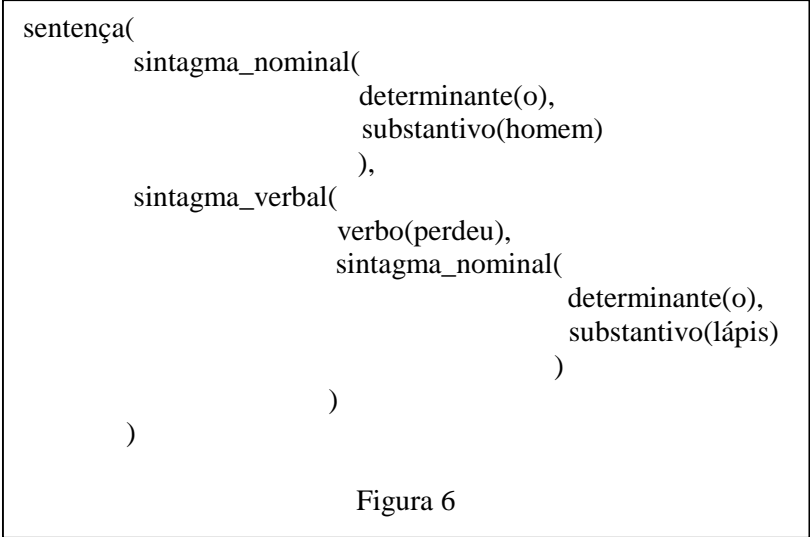 sentença(
sintagma_nominal(
determinante(o),
substantivo(homem)
),
sintagma_verbal(
verbo(perdeu),
sintagma_nominal(
determinante(o),
substantivo(lápis)
)
)
)
Figura 6